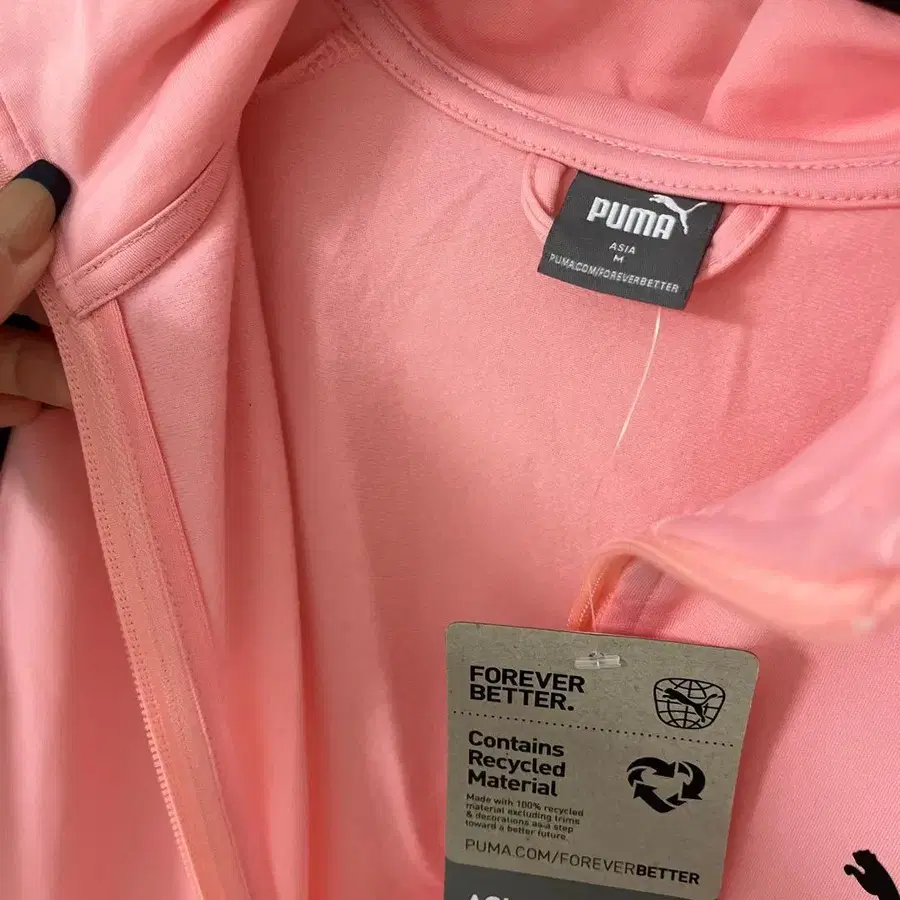 PUMA
ASIA
M
PUMA.COM/FOREVERBETTER
FOREVER
BETTER.
Contains
Recycled
Material
Made with 100% recycled
material excluding trims
& decorations as a step
toward a better future.
PUMA.COM/FOREVERBETTER